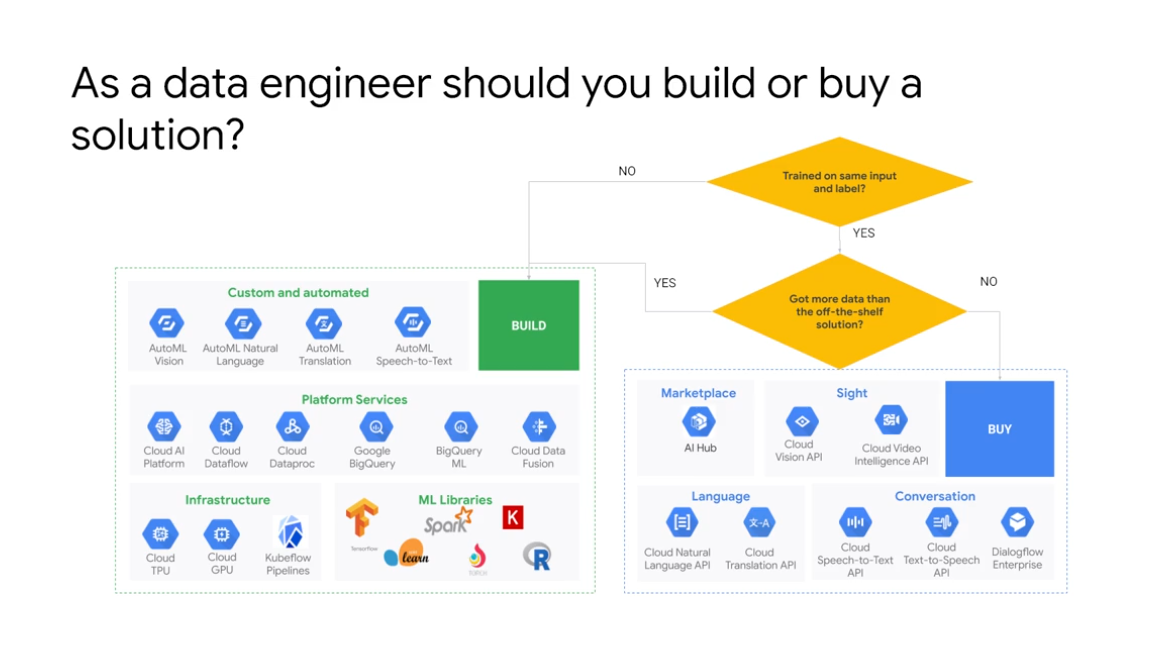 As a data engineer should you build or buy a
solution?
Trained on same input
and label?
NO
YES
Got more data than
the off-the-shelf
solution?
YES
NO
Custom and automated
AutoML
Vision
AutoML Natural
Language
AutoML
Translation
AutoML
Speech-to-Text
BUILD
Platform Services
Cloud AI
Platform
Cloud
Dataflow
Cloud
Dataproc
Google
BigQuery
BigQuery
ML
Cloud Data
Fusion
Infrastructure
Cloud
TPU
Cloud
GPU
Kubeflow
Pipelines
ML Libraries
Tensorflow
Spark
K
learn
TORCH
R
Marketplace
AI Hub
Sight
Cloud
Vision API
Cloud Video
Intelligence API
BUY
Language
Cloud Natural
Language API
文-A
Cloud
Translation API
Conversation
Cloud
Speech-to-Text
API
Cloud
Text-to-Speech
API
Dialogflow
Enterprise